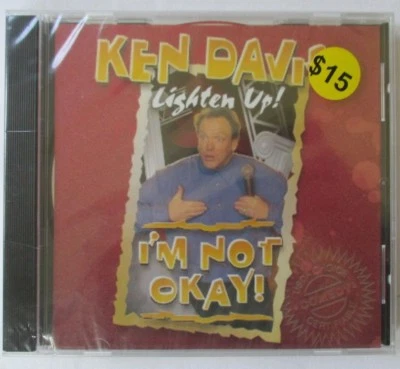 KEN DAVI
$15
Lighten Up!
I'M NOT
OKAY!